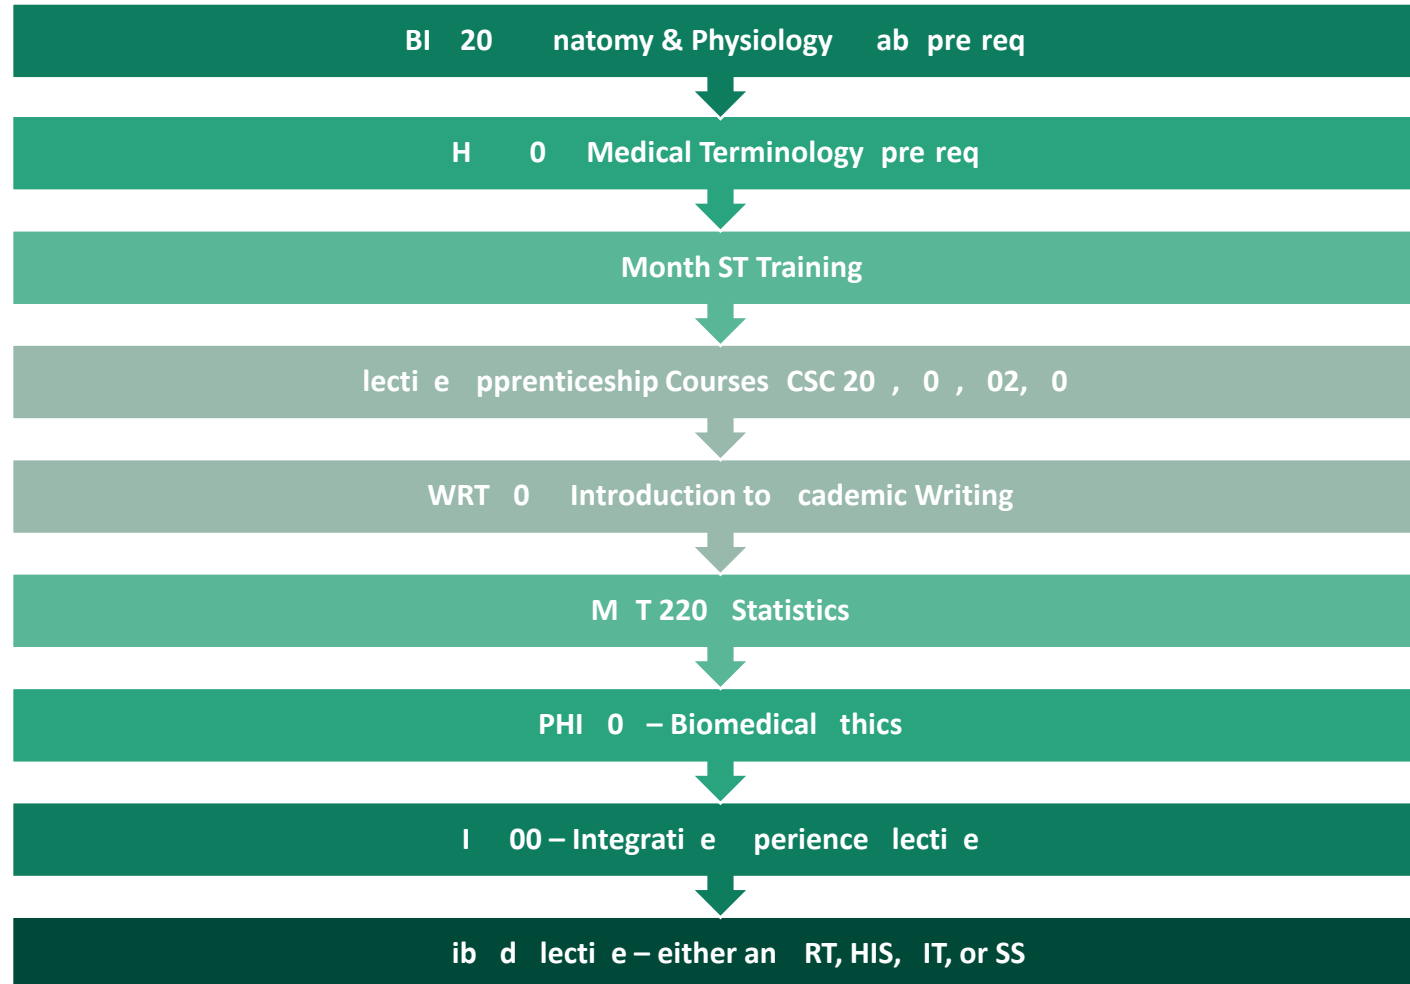 BI 20 natomy & Physiology ab pre req
H 0 Medical Terminology pre req
Month ST Training
lecti e pprenticeship Courses CSC 20 , 0 , 02, 0
WRT 0 Introduction to cademic Writing
M T 220 Statistics
PHI 0 – Biomedical thics
I 00 – Integrati e perience lecti e
ib d lecti e – either an RT, HIS, IT, or SS